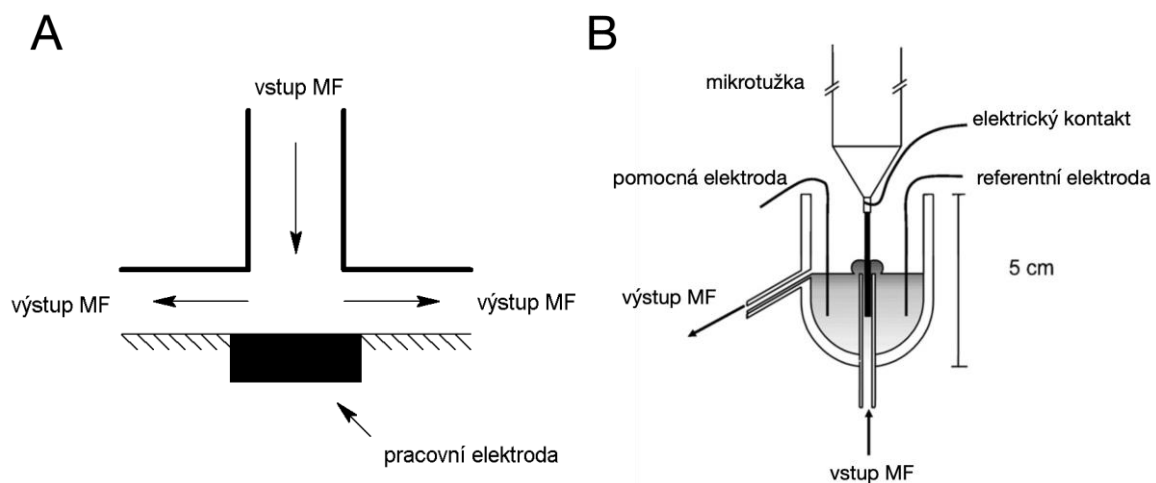 A
vstup MF
výstup MF
výstup MF
pracovní elektroda
B
mikrotužka
elektrický kontakt
pomocná elektroda
referentní elektroda
5 cm
výstup MF
vstup MF